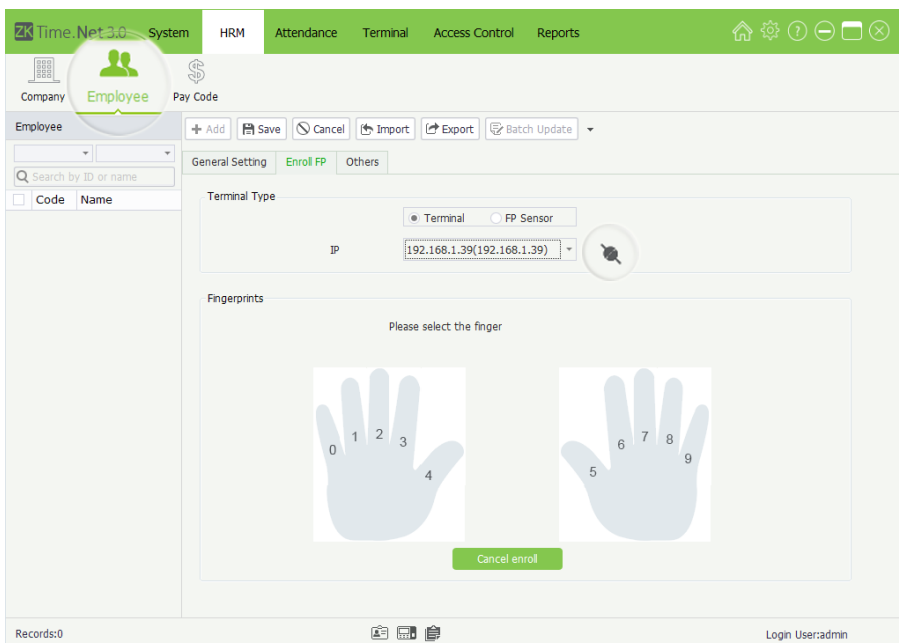 ZKTime.Net 3.0 System HRM Attendance Terminal Access Control Reports
Company Employee Pay Code
Employee
Add Save Cancel Import Export Batch Update
Search by ID or name
General Setting Enroll FP Others
Code Name
Terminal Type
Terminal FP Sensor
IP 192.168.1.39(192.168.1.39)
Fingerprints
Please select the finger
0 1 2 3 4 5 6 7 8 9
Cancel enroll
Records:0 Login User:admin